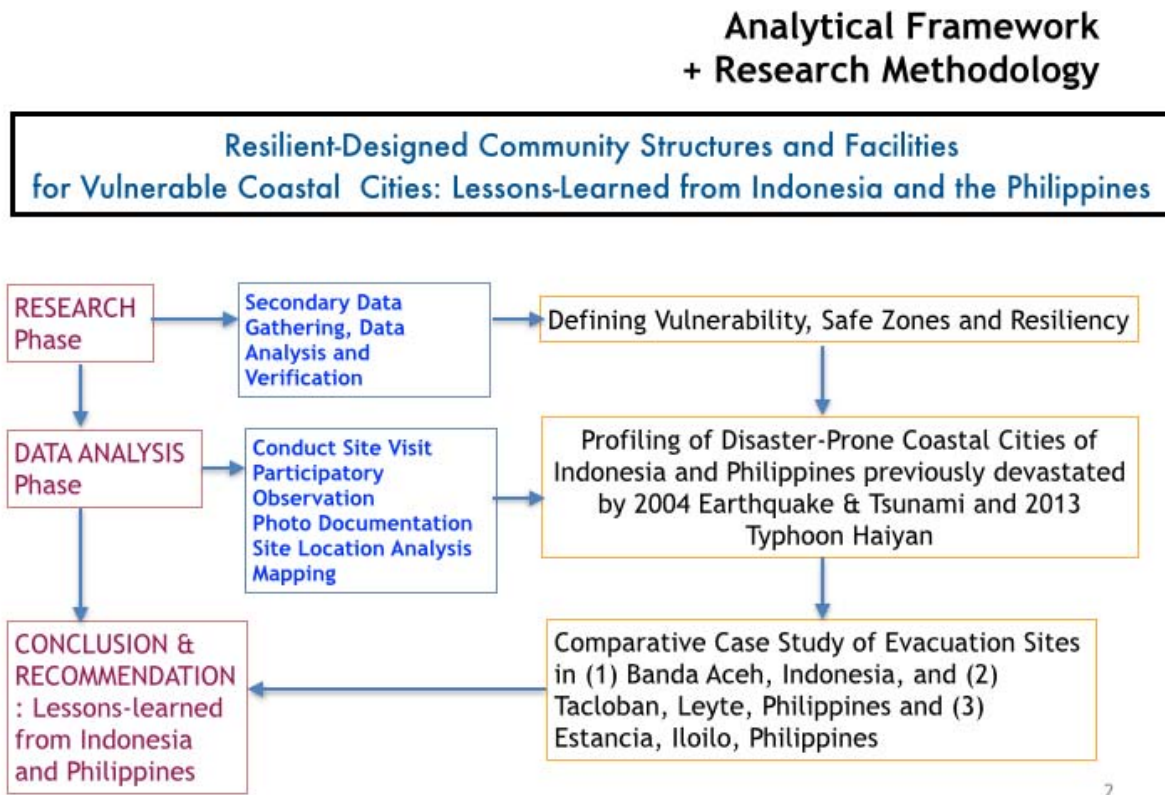 Analytical Framework
+ Research Methodology
Resilient-Designed Community Structures and Facilities
for Vulnerable Coastal Cities: Lessons-Learned from Indonesia and the Philippines
RESEARCH
Phase
Secondary Data
Gathering, Data
Analysis and
Verification
Defining Vulnerability, Safe Zones and Resiliency
DATA ANALYSIS
Phase
Conduct Site Visit
Participatory
Observation
Photo Documentation
Site Location Analysis
Mapping
Profiling of Disaster-Prone Coastal Cities of
Indonesia and Philippines previously devastated
by 2004 Earthquake & Tsunami and 2013
Typhoon Haiyan
CONCLUSION &
RECOMMENDATION
: Lessons-learned
from Indonesia
and Philippines
Comparative Case Study of Evacuation Sites
in (1) Banda Aceh, Indonesia, and (2)
Tacloban, Leyte, Philippines and (3)
Estancia, Iloilo, Philippines
2